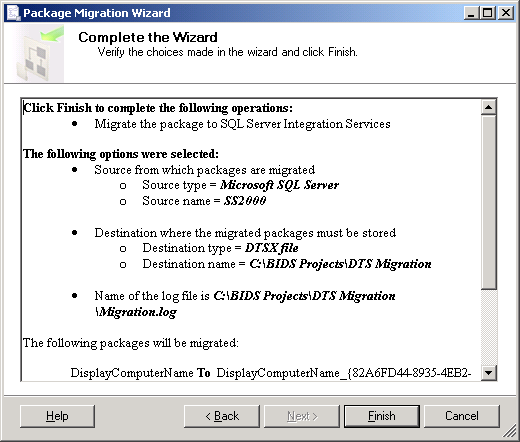 Package Migration Wizard
Complete the Wizard
Verify the choices made in the wizard and click Finish.
Click Finish to complete the following operations:
• Migrate the package to SQL Server Integration Services
The following options were selected:
• Source from which packages are migrated
o Source type = Microsoft SQL Server
o Source name = SS2000
• Destination where the migrated packages must be stored
o Destination type = DTSX file
o Destination name = C:\BIDS Projects\DTS Migration
• Name of the log file is C:\BIDS Projects\DTS Migration
\Migration.log
The following packages will be migrated:
DisplayComputerName To DisplayComputerName_{82A6FD44-8935-4EB2-
Help
< Back
Next >
Finish
Cancel